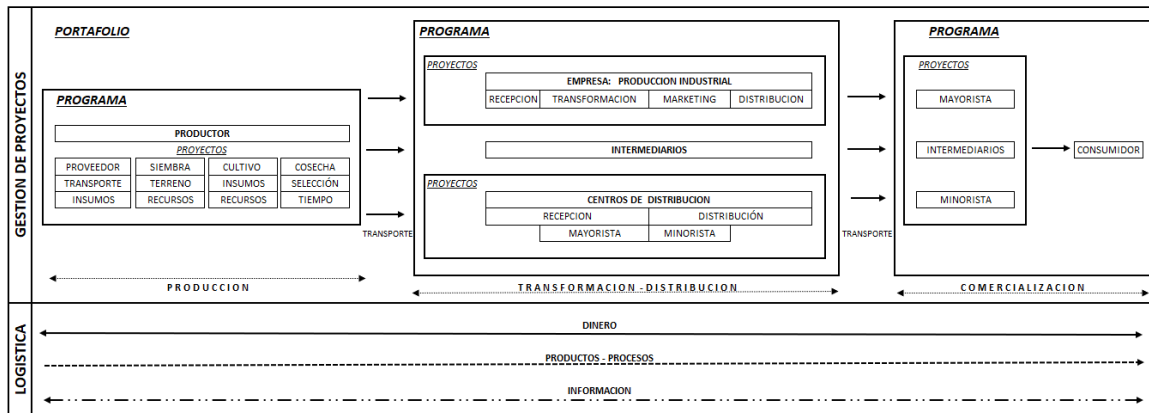 GESTION DE PROYECTOS
PORTAFOLIO
PROGRAMA
PRODUCTOR
PROYECTOS
PROVEEDOR SIEMBRA CULTIVO COSECHA
TRANSPORTE TERRENO INSUMOS SELECCIÓN
INSUMOS RECURSOS RECURSOS TIEMPO
TRANSPORTE
PROGRAMA
PROYECTOS
EMPRESA: PRODUCCION INDUSTRIAL
RECEPCION TRANSFORMACION MARKETING DISTRIBUCION
INTERMEDIARIOS
PROYECTOS
CENTROS DE DISTRIBUCION
RECEPCION DISTRIBUCIÓN
MAYORISTA MINORISTA
TRANSPORTE
PROGRAMA
PROYECTOS
MAYORISTA
INTERMEDIARIOS
MINORISTA
CONSUMIDOR
PRODUCCION
TRANSFORMACION - DISTRIBUCION
COMERCIALIZACION
LOGISTICA
DINERO
PRODUCTOS - PROCESOS
INFORMACION